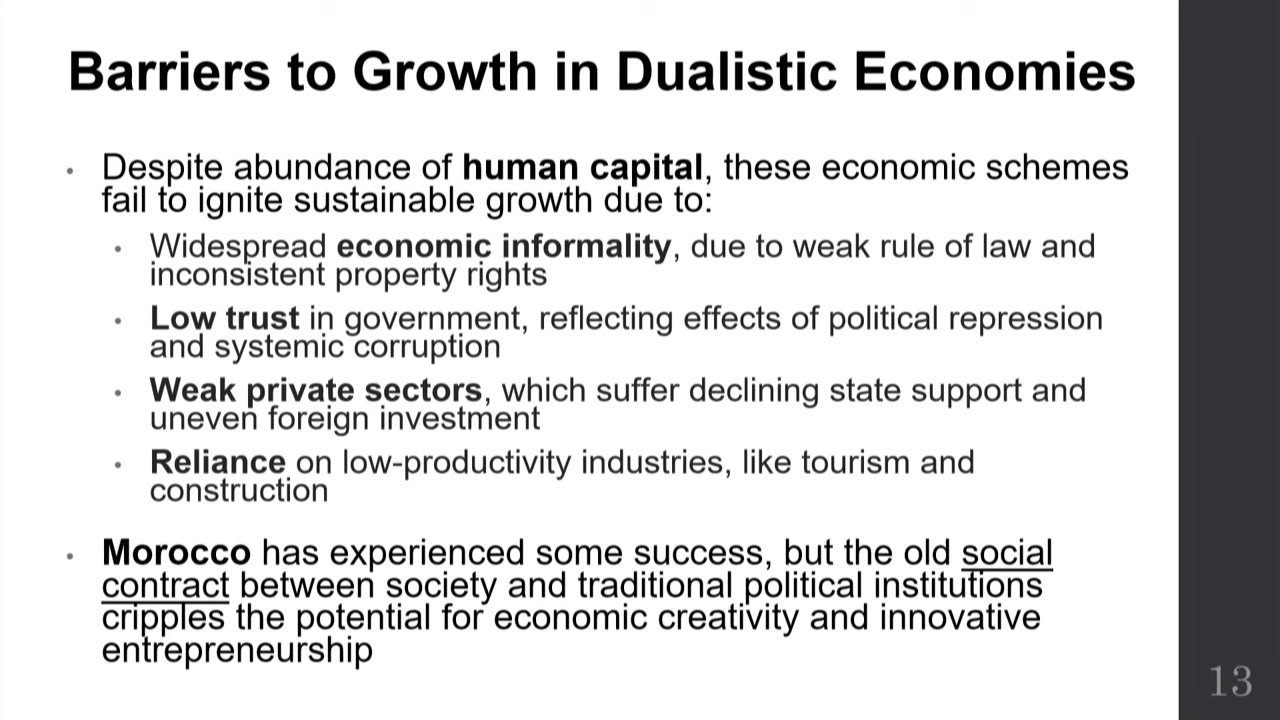 Barriers to Growth in Dualistic Economies
• Despite abundance of human capital, these economic schemes
fail to ignite sustainable growth due to:
• Widespread economic informality, due to weak rule of law and
inconsistent property rights
• Low trust in government, reflecting effects of political repression
and systemic corruption
• Weak private sectors, which suffer declining state support and
uneven foreign investment
• Reliance on low-productivity industries, like tourism and
construction
• Morocco has experienced some success, but the old social
contract between society and traditional political institutions
cripples the potential for economic creativity and innovative
entrepreneurship
13